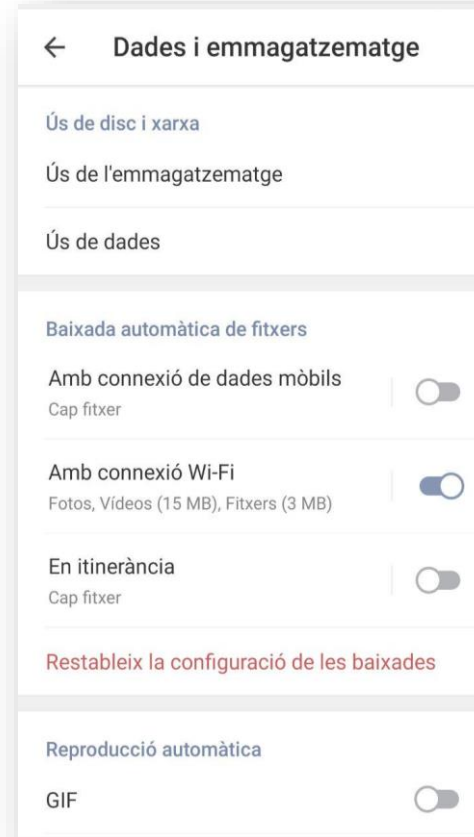 Dades i emmagatzematge
Ús de disc i xarxa
Ús de l'emmagatzematge
Ús de dades
Baixada automàtica de fitxers
Amb connexió de dades mòbils
Cap fitxer
Amb connexió Wi-Fi
Fotos, Vídeos (15 MB), Fitxers (3 MB)
En itinerància
Cap fitxer
Restableix la configuració de les baixades
Reproducció automàtica
GIF